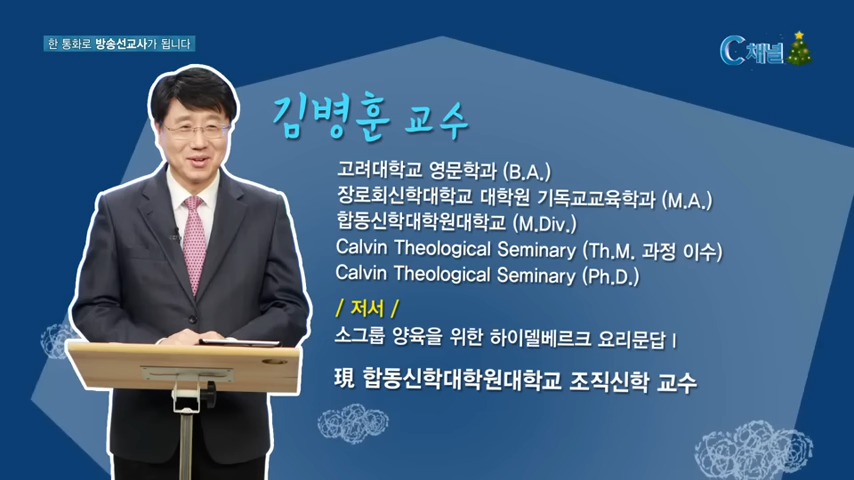 한 통화로 방송선교사가 됩니다
C채널
김병훈 교수
고려대학교 영문학과 (B.A.)
장로회신학대학교 대학원 기독교교육학과 (M.A.)
합동신학대학원대학교 (M.Div.)
Calvin Theological Seminary (Th.M. 과정 이수)
Calvin Theological Seminary (Ph.D.)
/ 저서 /
소그룹 양육을 위한 하이델베르크 요리문답 I
現 합동신학대학원대학교 조직신학 교수